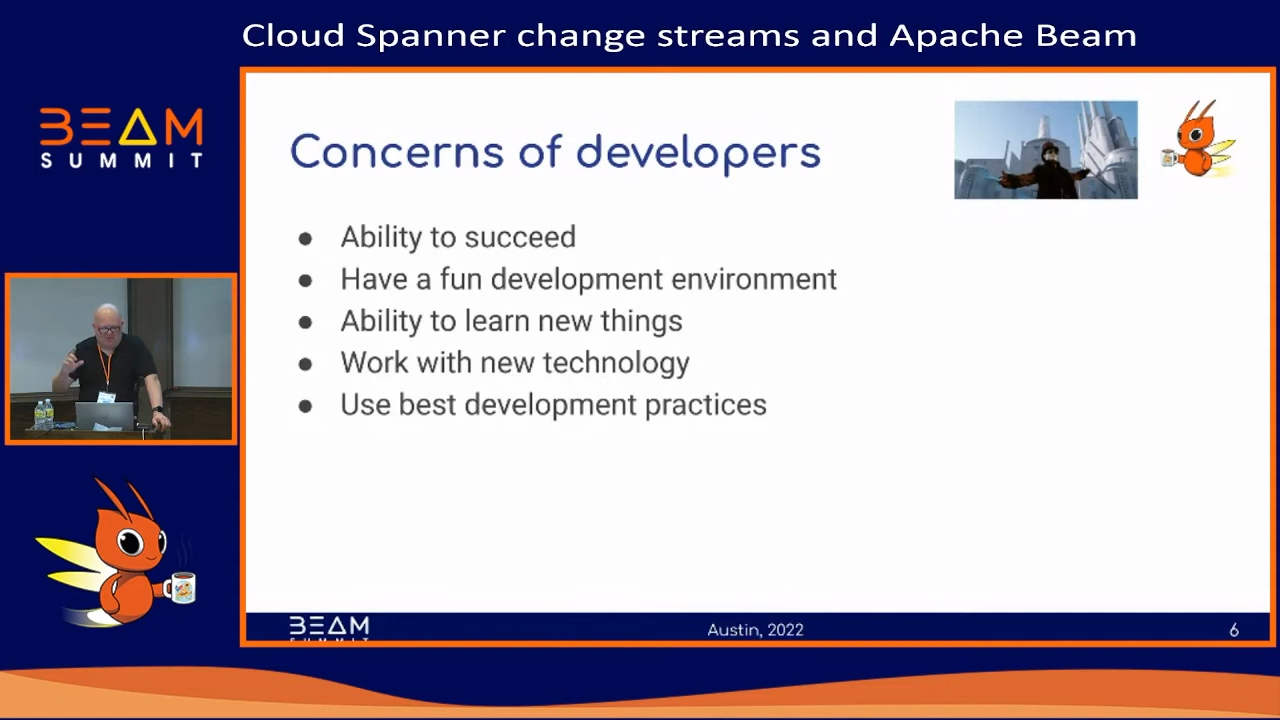 Cloud Spanner change streams and Apache Beam
BEAM
SUMMIT
Concerns of developers
● Ability to succeed
● Have a fun development environment
● Ability to learn new things
● Work with new technology
● Use best development practices
BEAM
SUMMIT
Austin, 2022
6